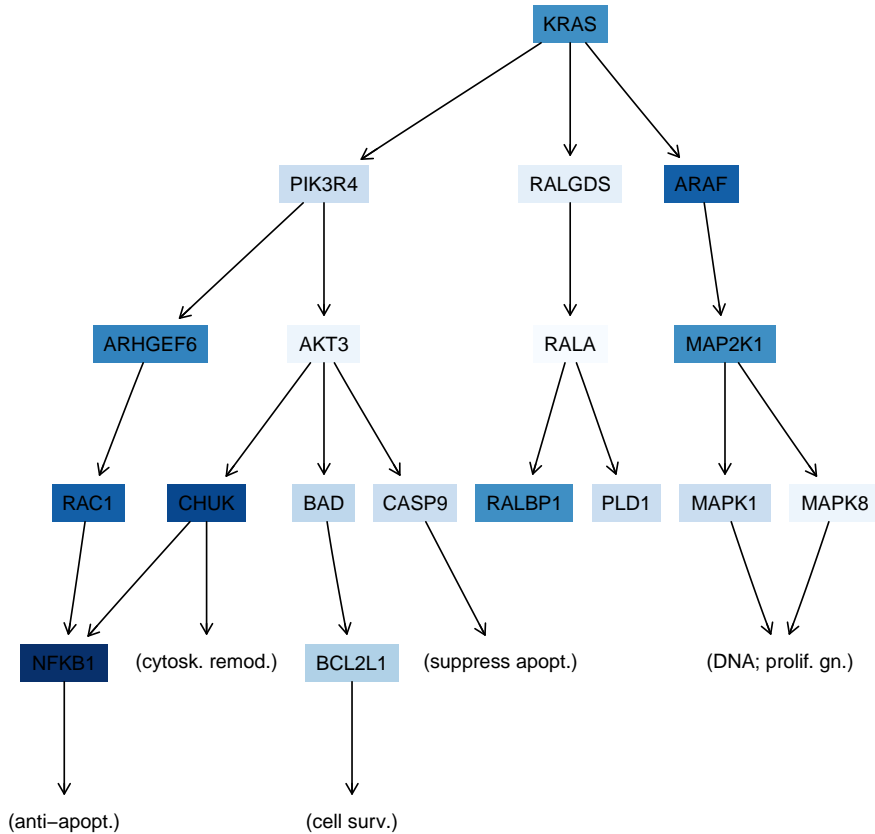 KRAS
PIK3R4
RALGDS
ARAF
ARHGEF6
AKT3
RALA
MAP2K1
RAC1
CHUK
BAD
CASP9
RALBP1
PLD1
MAPK1
MAPK8
NFKB1
(cytosk. remod.)
BCL2L1
(suppress apopt.)
(DNA; prolif. gn.)
(anti−apopt.)
(cell surv.)